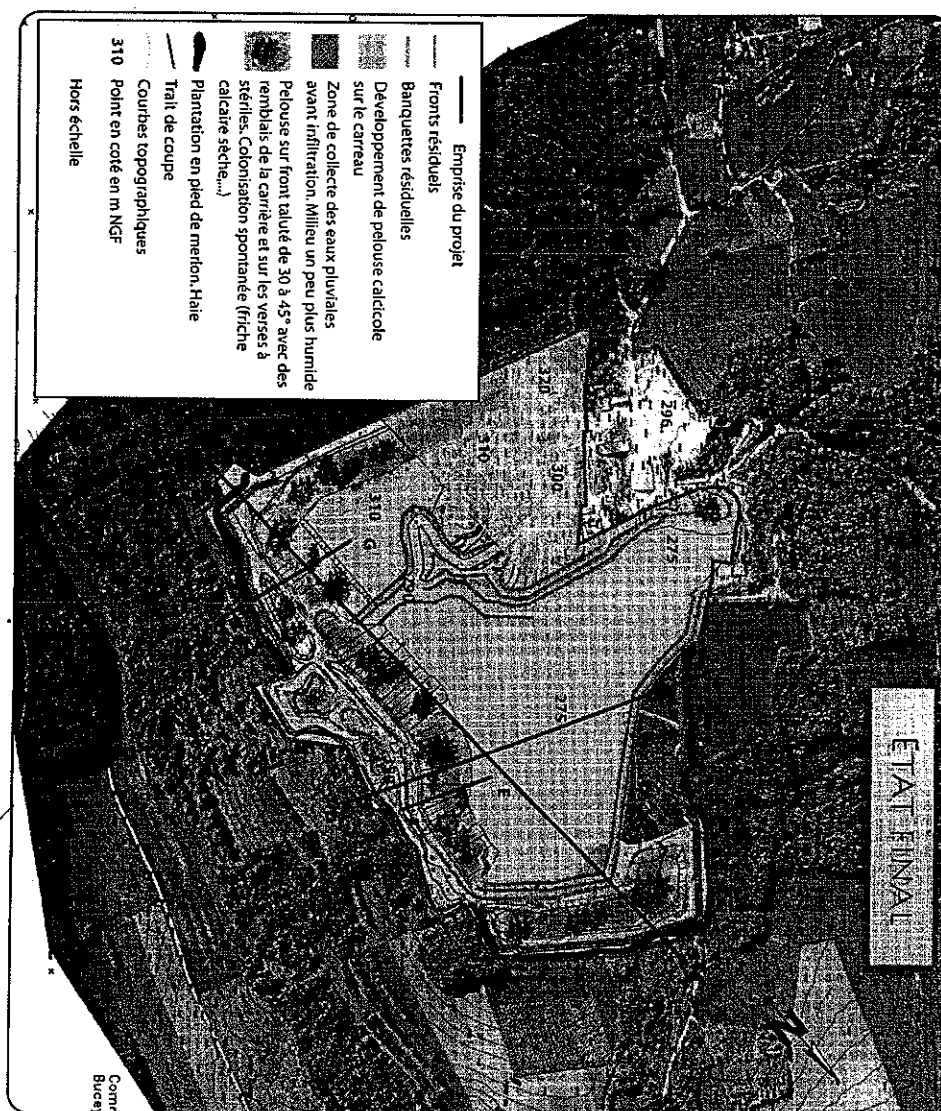 ETAT FINAL
N
Emprise du projet
Fronts résiduels
Banquettes résiduelles
Développement de pelouse calcicole
sur le carreau
Zone de collecte des eaux pluviales
avant infiltration. Milieu un peu plus humide
Pelouse sur front taluté de 30 à 45° avec des
remblais de la carrière et sur les verses à
stériles. Colonisation spontanée (friche
calcaire sèche,...)
Plantation en pied de merlon. Haie
Trait de coupe
Courbes topographiques
310 Point en coté en m NGF
Hors échelle
296
320
310
300
310
G
275
275
E